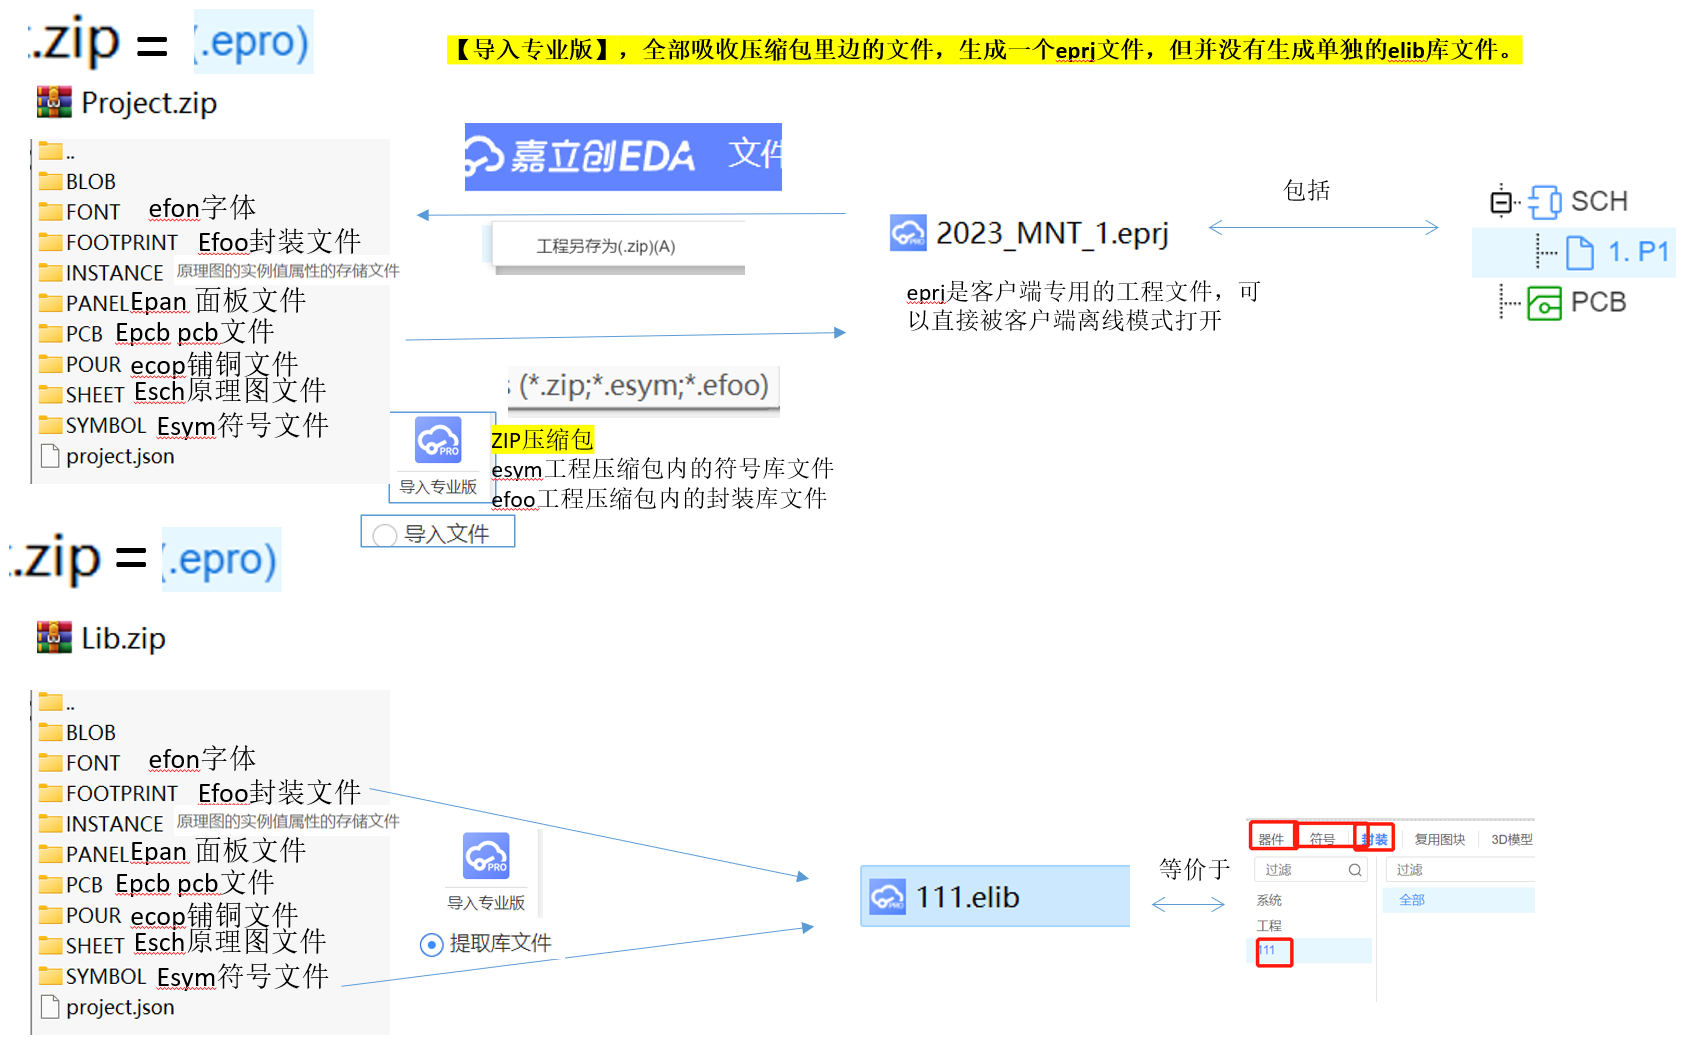 .zip = (.epro)
【导入专业版】，全部吸收压缩包里边的文件，生成一个eprj文件，但并没有生成单独的elib库文件。
Project.zip
..
BLOB
FONT efon字体
FOOTPRINT Efoo封装文件
INSTANCE 原理图的实例值属性的存储文件
PANEL Epan 面板文件
PCB Epcb pcb文件
POUR ecop铺铜文件
SHEET Esch原理图文件
SYMBOL Esym符号文件
project.json
嘉立创EDA 文件
工程另存为(.zip)(A)
2023_MNT_1.eprj
eprj是客户端专用的工程文件，可
以直接被客户端离线模式打开
包括
SCH
1. P1
PCB
(*.zip;*.esym;*.efoo)
PRO
导入专业版
ZIP压缩包
esym工程压缩包内的符号库文件
efoo工程压缩包内的封装库文件
导入文件
.zip = (.epro)
Lib.zip
..
BLOB
FONT efon字体
FOOTPRINT Efoo封装文件
INSTANCE 原理图的实例值属性的存储文件
PANEL Epan 面板文件
PCB Epcb pcb文件
POUR ecop铺铜文件
SHEET Esch原理图文件
SYMBOL Esym符号文件
project.json
PRO
导入专业版
提取库文件
111.elib
等价于
器件 符号 封装 复用图块 3D模型
过滤 过滤
系统 全部
工程
111